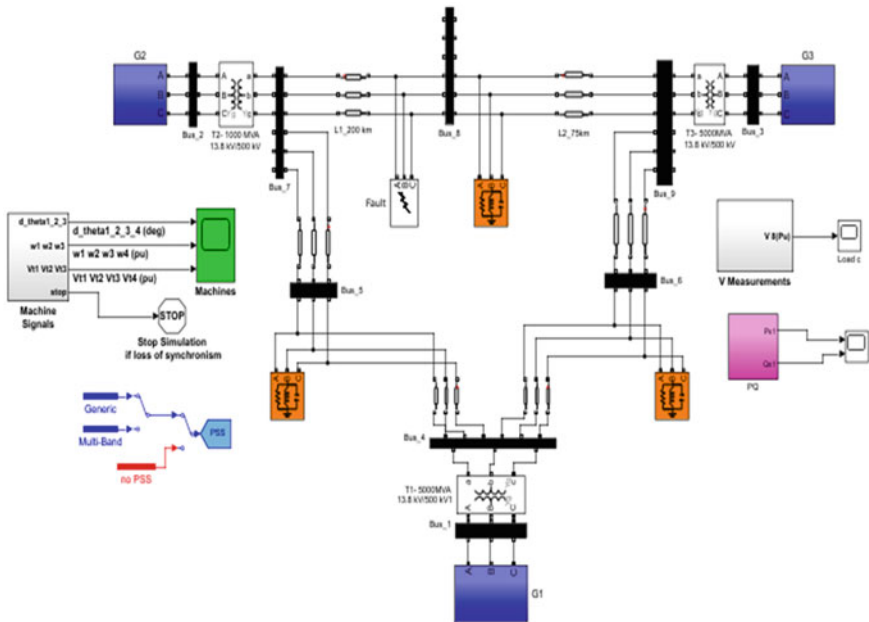 G2
G3
A
B
C
A
B
C
a
b
c
Bus_2
T2- 1000 MVA
13.8 kV/500 kV
Bus_7
L1_200 km
Bus_8
L2_75km
a
b
c
A
B
C
A
B
C
T3- 5000MVA
13.8 kV/500 kV
Bus_3
Bus_9
A
B
C
Fault
A
B
C
d_theta1_2_3
d_theta1_2_3_4 (deg)
w1 w2 w3
w1 w2 w3 w4 (pu)
Vt1 Vt2 Vt3
Vt1 Vt2 Vt3 Vt4 (pu)
stop
Machine
Signals
Machines
STOP
Stop Simulation
if loss of synchronism
V 8(Pu)
Load c
V Measurements
Bus_5
Bus_6
Ps1
Qs1
PQ
A
B
C
A
B
C
Generic
Multi-Band
no PSS
PSS
Bus_4
T1- 5000MVA
13.8 kV/500 kV1
a
b
c
A
B
C
Bus_1
A
B
C
G1